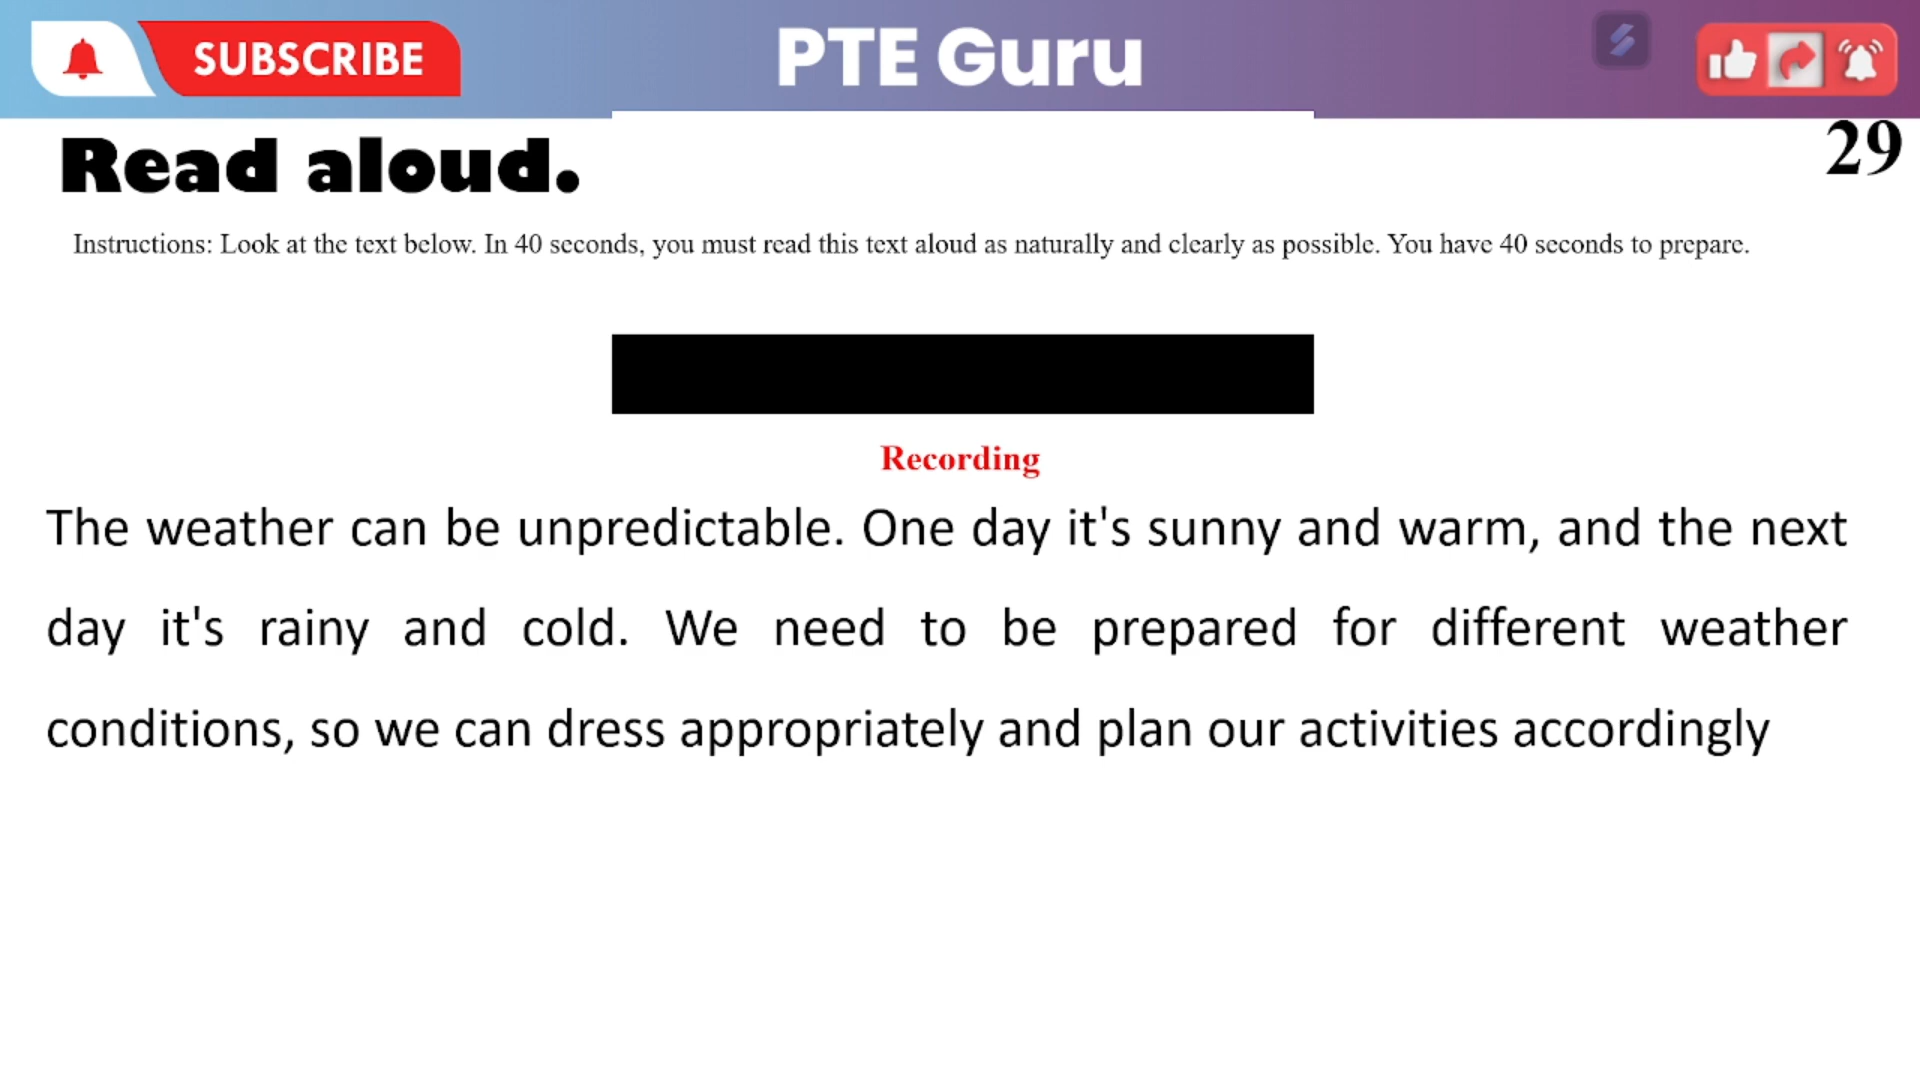 SUBSCRIBE
PTE Guru
Read aloud.
29
Instructions: Look at the text below. In 40 seconds, you must read this text aloud as naturally and clearly as possible. You have 40 seconds to prepare.
Recording
The weather can be unpredictable. One day it's sunny and warm, and the next
day it's rainy and cold. We need to be prepared for different weather
conditions, so we can dress appropriately and plan our activities accordingly